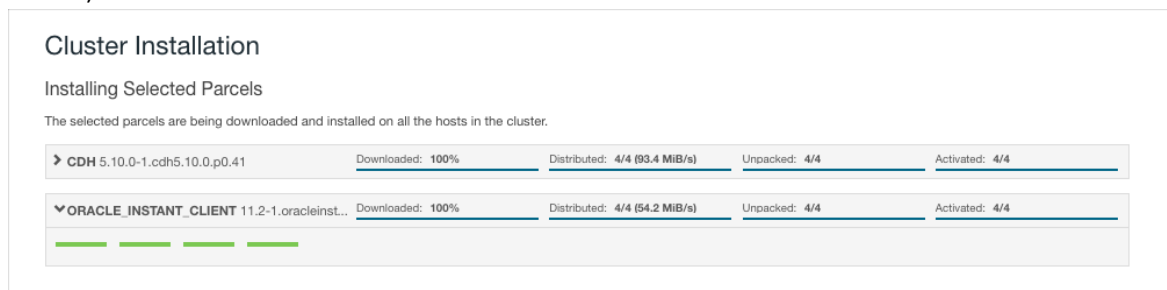 Cluster Installation
Installing Selected Parcels
The selected parcels are being downloaded and installed on all the hosts in the cluster.
CDH 5.10.0-1.cdh5.10.0.p0.41 Downloaded: 100% Distributed: 4/4 (93.4 MiB/s) Unpacked: 4/4 Activated: 4/4
ORACLE_INSTANT_CLIENT 11.2-1.oracleinst... Downloaded: 100% Distributed: 4/4 (54.2 MiB/s) Unpacked: 4/4 Activated: 4/4